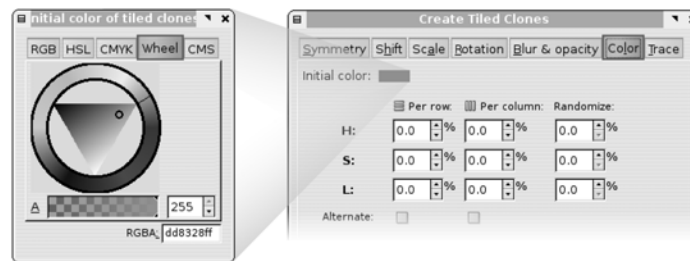 nitial color of tiled clones
RGB HSL CMYK Wheel CMS
A 255
RGBA: dd8328ff
Create Tiled Clones
Symmetry Shift Scale Rotation Blur & opacity Color Trace
Initial color:
Per row: Per column: Randomize:
H: 0.0 % 0.0 % 0.0 %
S: 0.0 % 0.0 % 0.0 %
L: 0.0 % 0.0 % 0.0 %
Alternate: